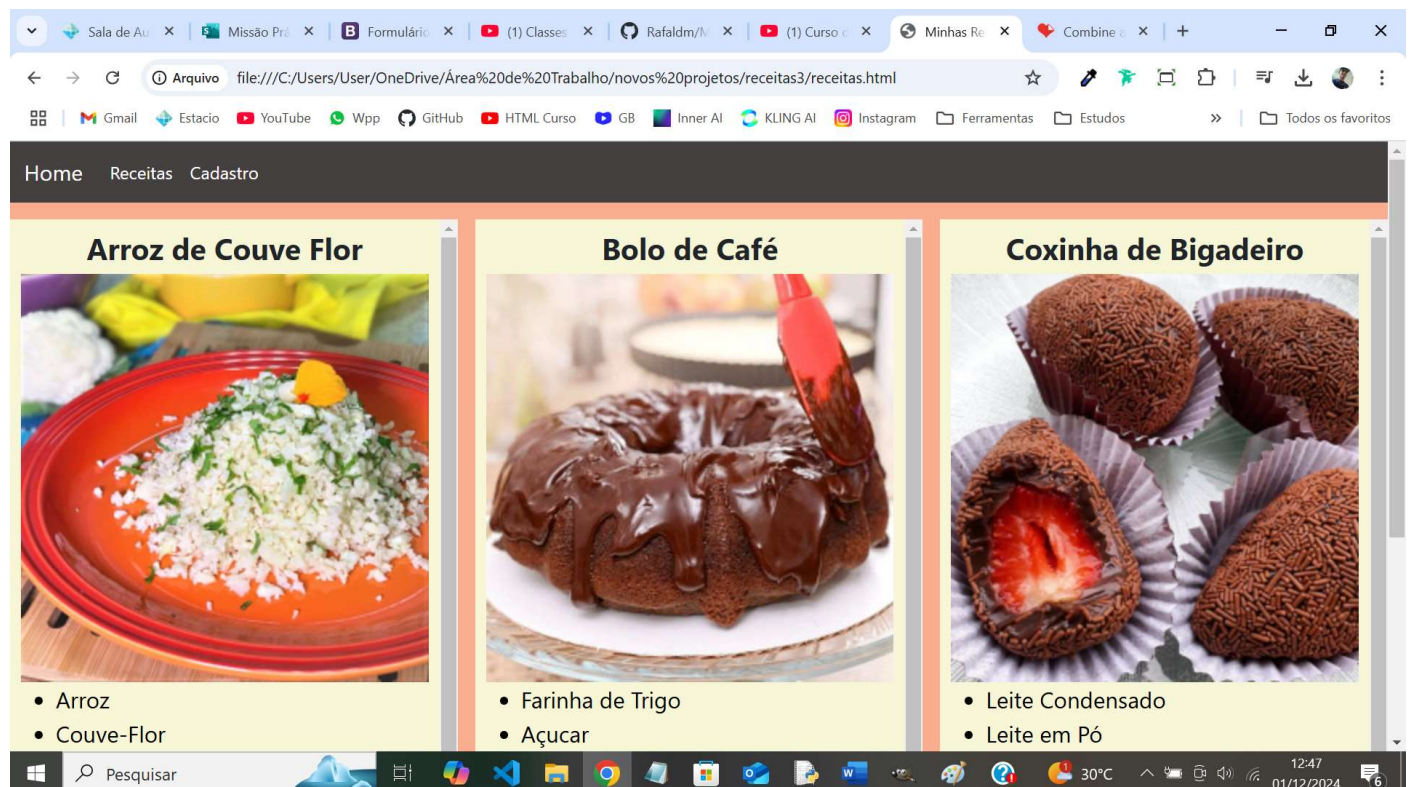 Sala de Au
Missão Prá
Formulário
(1) Classes
Rafaldm/M
(1) Curso d
Minhas Re
Combine a
Arquivo
file:///C:/Users/User/OneDrive/Área%20de%20Trabalho/novos%20projetos/receitas3/receitas.html
Gmail
Estacio
YouTube
Wpp
GitHub
HTML Curso
GB
Inner AI
KLING AI
Instagram
Ferramentas
Estudos
Todos os favoritos
Home
Receitas
Cadastro
Arroz de Couve Flor
Bolo de Café
Coxinha de Bigadeiro
Arroz
Couve-Flor
Farinha de Trigo
Açucar
Leite Condensado
Leite em Pó
Pesquisar
30°C
12:47
01/12/2024
6